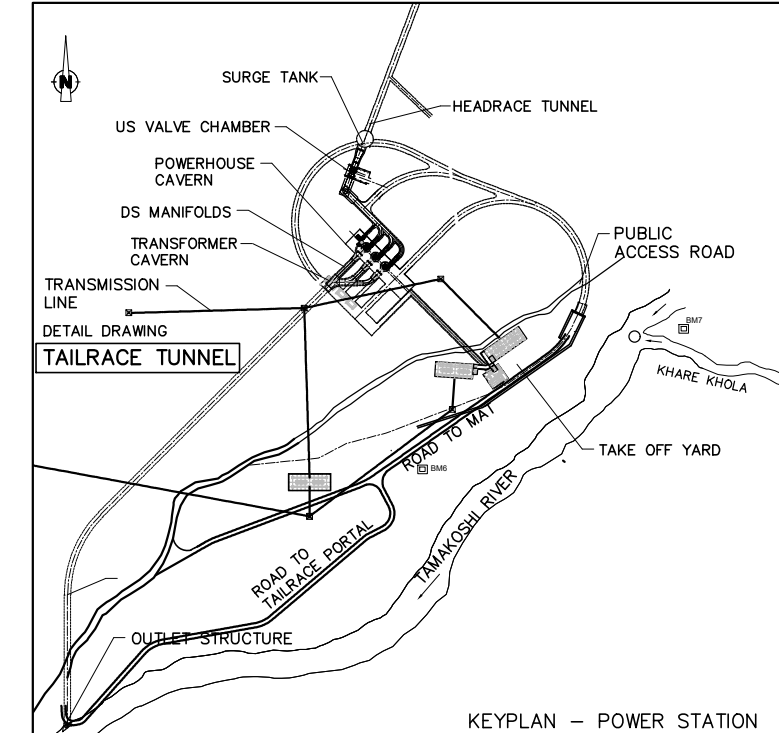 N
SURGE TANK
HEADRACE TUNNEL
US VALVE CHAMBER
POWERHOUSE
CAVERN
DS MANIFOLDS
TRANSFORMER
CAVERN
PUBLIC
ACCESS ROAD
TRANSMISSION
LINE
DETAIL DRAWING
TAILRACE TUNNEL
BM7
KHARE KHOLA
ROAD TO MAT
TAKE OFF YARD
BM6
TAMAKOSHI RIVER
ROAD TO
TAILRACE PORTAL
OUTLET STRUCTURE
KEYPLAN – POWER STATION